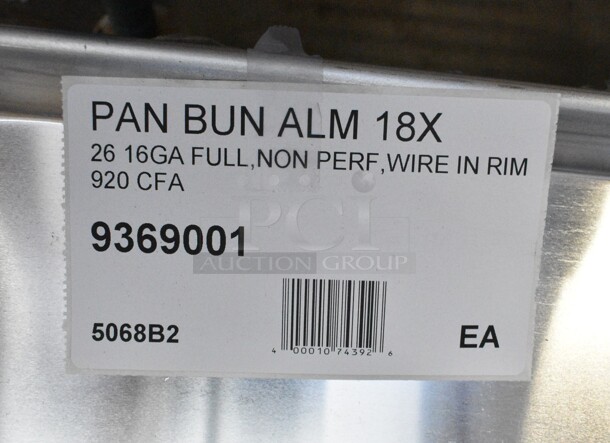 PAN BUN ALM 18X
26 16GA FULL,NON PERF,WIRE IN RIM
920 CFA
PCI
AUCTION GROUP
9369001
5068B2
4 00010 74392 6
EA